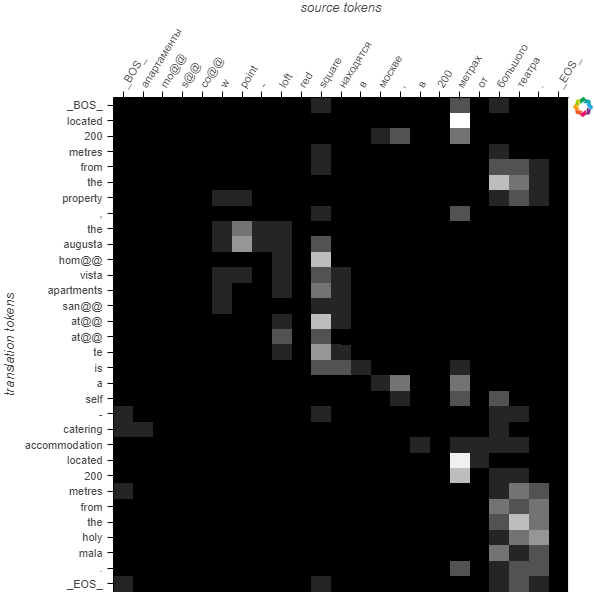 source tokens
_BOS_
апартаменты
mo@@
s@@
co@@
w
point
-
loft
red
square
находятся
в
москве
,
в
200
метрах
от
большого
театра
.
_EOS_
translation tokens
_BOS_
located
200
metres
from
the
property
,
the
augusta
hom@@
vista
apartments
san@@
at@@
at@@
te
is
a
self
-
catering
accommodation
located
200
metres
from
the
holy
mala
.
_EOS_